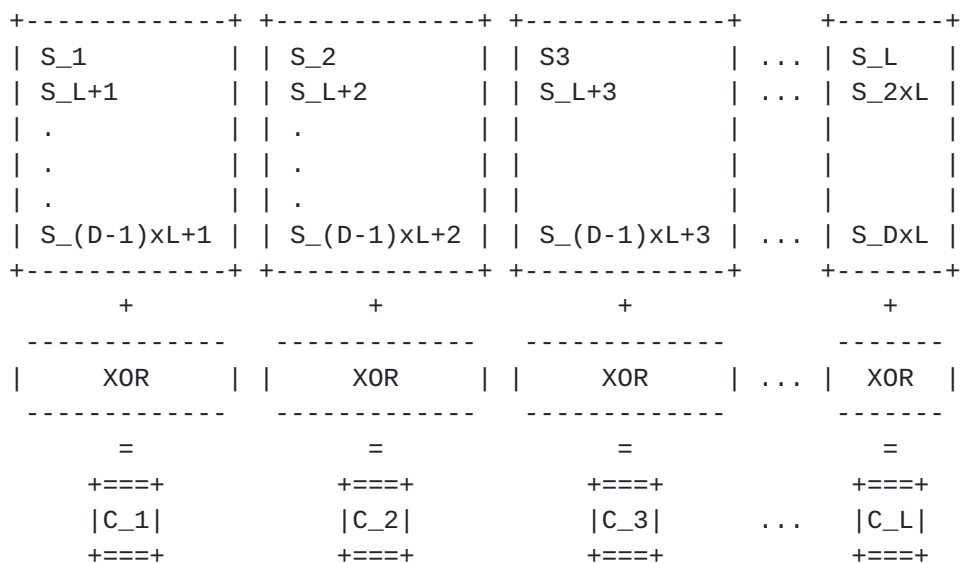 +-------------+ +-------------+ +-------------+     +-------+
| S_1         | | S_2         | | S3          | ... | S_L   |
| S_L+1       | | S_L+2       | | S_L+3       | ... | S_2xL |
| .           | | .           | |             |     |       |
| .           | | .           | |             |     |       |
| .           | | .           | |             |     |       |
| S_(D-1)xL+1 | | S_(D-1)xL+2 | | S_(D-1)xL+3 | ... | S_DxL |
+-------------+ +-------------+ +-------------+     +-------+
       +               +               +                +
 -------------   -------------   -------------       -------
|     XOR     | |     XOR     | |     XOR     | ... |  XOR  |
 -------------   -------------   -------------       -------
       =               =               =                =
     +===+           +===+           +===+            +===+
     |C_1|           |C_2|           |C_3|      ...   |C_L|
     +===+           +===+           +===+            +===+